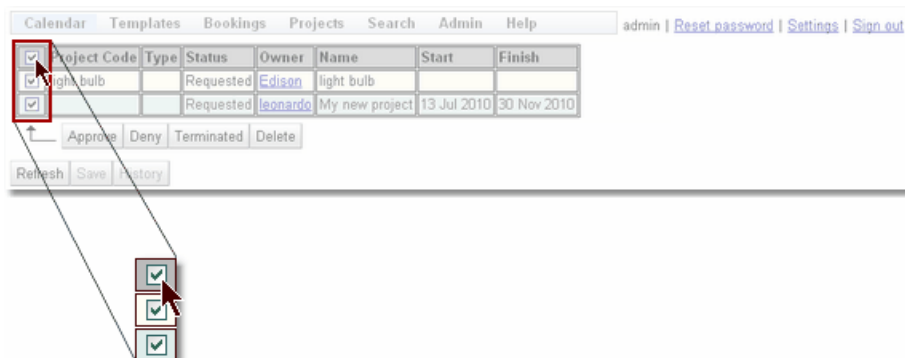 Calendar Templates Bookings Projects Search Admin Help admin | Reset password | Settings | Sign out
Project Code Type Status Owner Name Start Finish
light bulb Requested Edison light bulb
Requested leonardo My new project 13 Jul 2010 30 Nov 2010
Approve Deny Terminated Delete
Refresh Save History